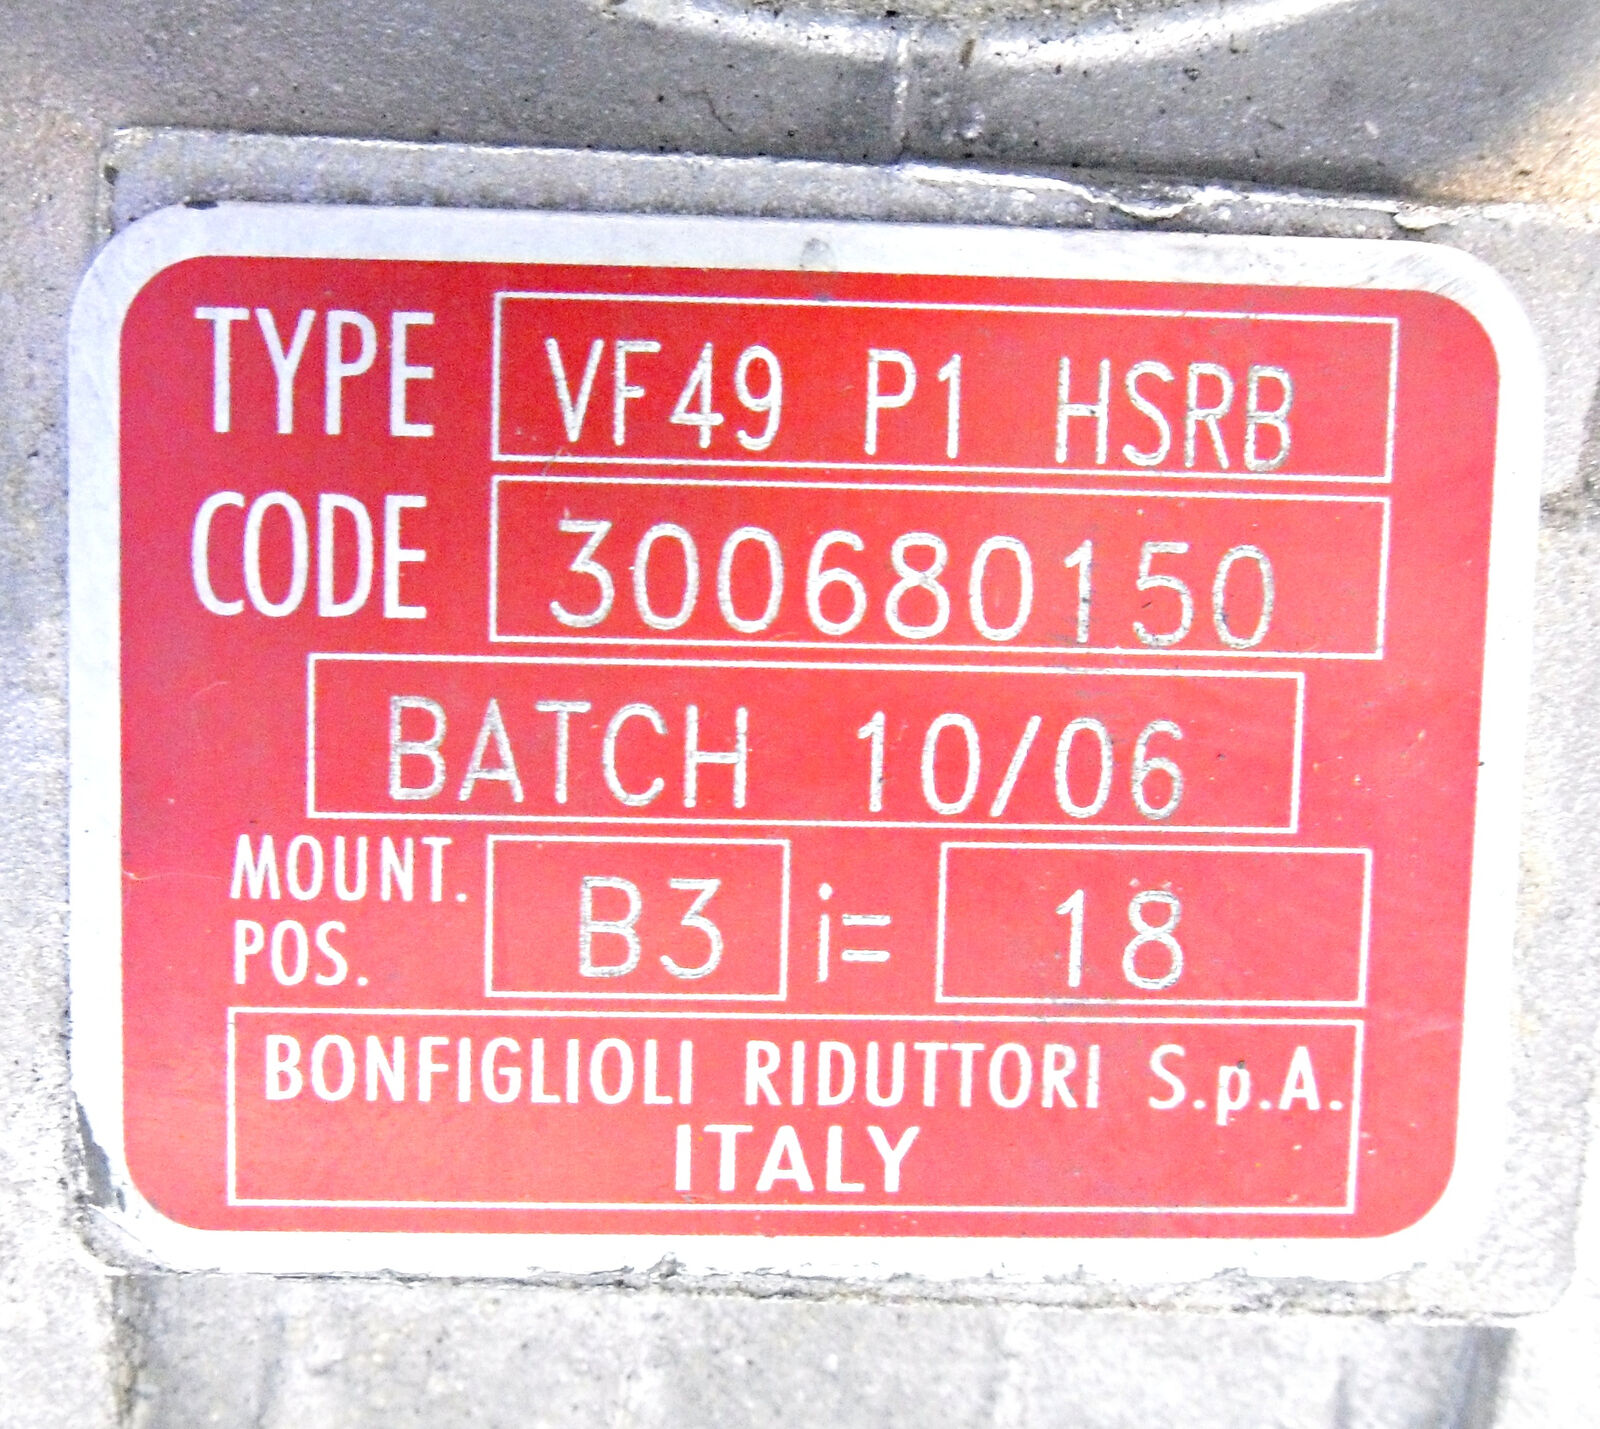 TYPE VF49 P1 HSRB
CODE 300680150
BATCH 10/06
MOUNT. POS. B3 i= 18
BONFIGLIOLI RIDUTTORI S.p.A.
ITALY